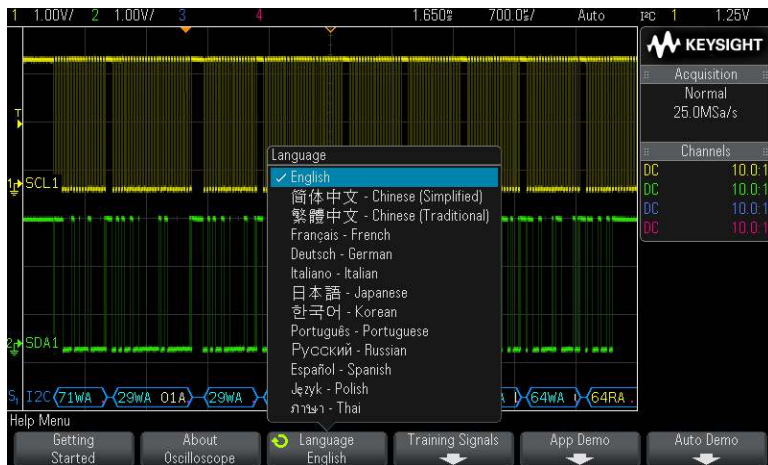 1 1.00V/ 2 1.00V/ 3 4 1.650s 700.0s/ Auto I²C 1 1.25V
KEYSIGHT
Acquisition
Normal
25.0MSa/s
Channels
DC 10.0:1
DC 10.0:1
DC 10.0:1
DC 10.0:1
T
1 SCL1
2 SDA1
Language
English
简体中文 - Chinese (Simplified)
繁體中文 - Chinese (Traditional)
Français - French
Deutsch - German
Italiano - Italian
日本語 - Japanese
한국어 - Korean
Português - Portuguese
Русский - Russian
Español - Spanish
Język - Polish
ภาษา - Thai
S₁ I2C 71WA 29WA 01A 29WA 64WA 64RA
Help Menu
Getting Started
About Oscilloscope
Language English
Training Signals
App Demo
Auto Demo